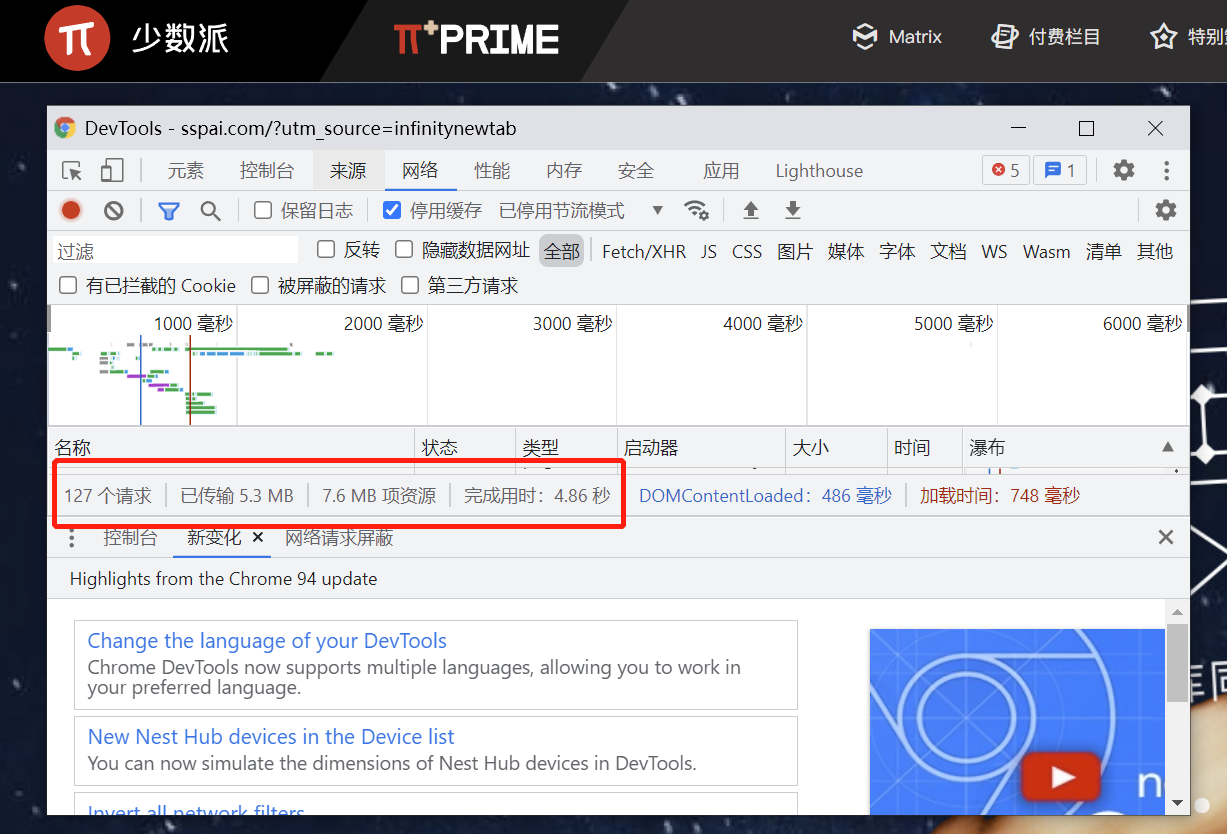 少数派 π+PRIME Matrix 付费栏目 特别
DevTools - sspai.com/?utm_source=infinitynewtab
元素 控制台 来源 网络 性能 内存 安全 应用 Lighthouse 5 1
保留日志 停用缓存 已停用节流模式
过滤 反转 隐藏数据网址 全部 Fetch/XHR JS CSS 图片 媒体 字体 文档 WS Wasm 清单 其他
有已拦截的 Cookie 被屏蔽的请求 第三方请求
1000 毫秒 2000 毫秒 3000 毫秒 4000 毫秒 5000 毫秒 6000 毫秒
名称 状态 类型 启动器 大小 时间 瀑布
127 个请求 已传输 5.3 MB 7.6 MB 项资源 完成用时：4.86 秒 DOMContentLoaded：486 毫秒 加载时间：748 毫秒
控制台 新变化 网络请求屏蔽
Highlights from the Chrome 94 update
Change the language of your DevTools
Chrome DevTools now supports multiple languages, allowing you to work in
your preferred language.
New Nest Hub devices in the Device list
You can now simulate the dimensions of Nest Hub devices in DevTools.
Invert all network filters